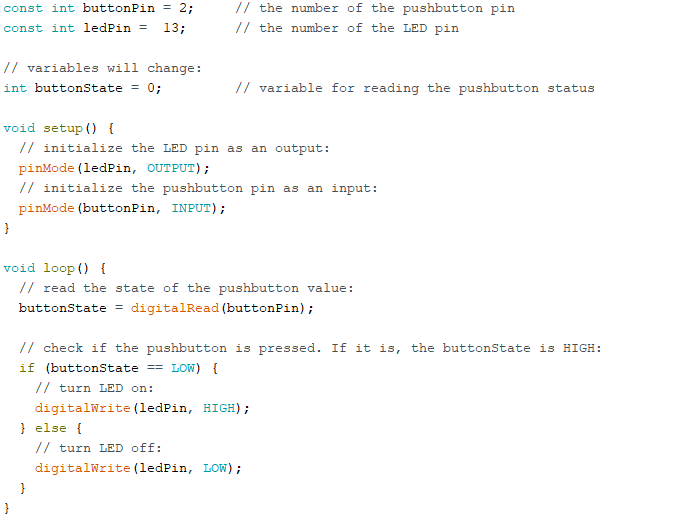 const int buttonPin = 2;     // the number of the pushbutton pin
const int ledPin =  13;      // the number of the LED pin

// variables will change:
int buttonState = 0;         // variable for reading the pushbutton status

void setup() {
  // initialize the LED pin as an output:
  pinMode(ledPin, OUTPUT);
  // initialize the pushbutton pin as an input:
  pinMode(buttonPin, INPUT);
}

void loop() {
  // read the state of the pushbutton value:
  buttonState = digitalRead(buttonPin);

  // check if the pushbutton is pressed. If it is, the buttonState is HIGH:
  if (buttonState == LOW) {
    // turn LED on:
    digitalWrite(ledPin, HIGH);
  } else {
    // turn LED off:
    digitalWrite(ledPin, LOW);
  }
}